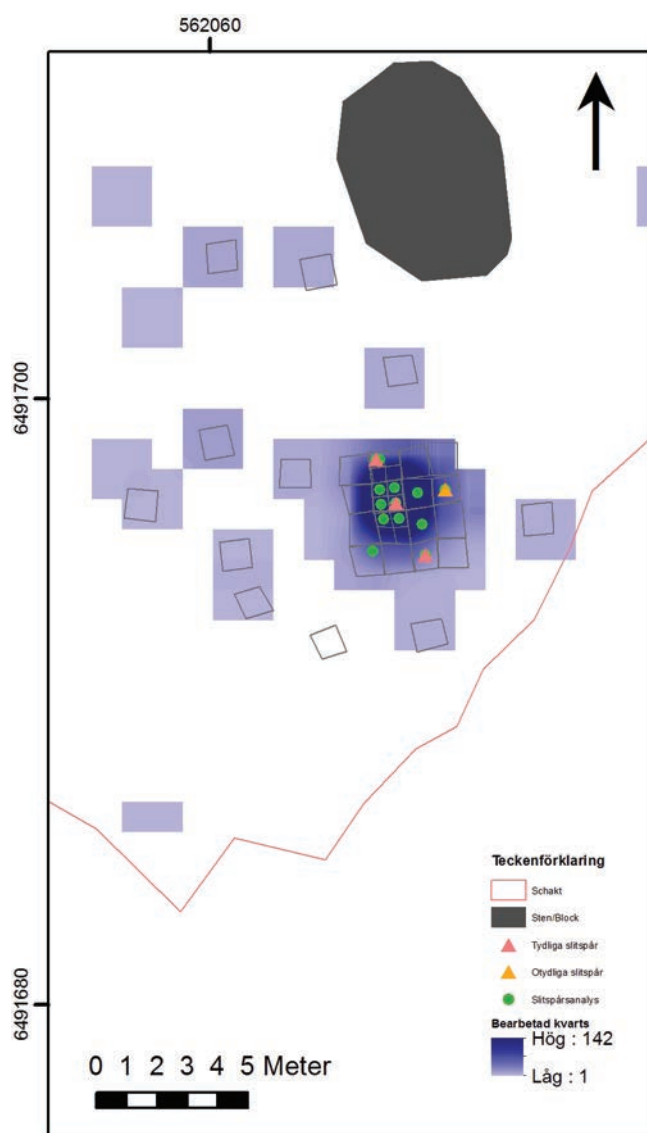 562060
6491700
6491680
Teckenförklaring
Schakt
Sten/Block
Tydliga slitspår
Otydliga slitspår
Slitspårsanalys
Bearbetad kvarts
Hög : 142
Låg : 1
0 1 2 3 4 5 Meter